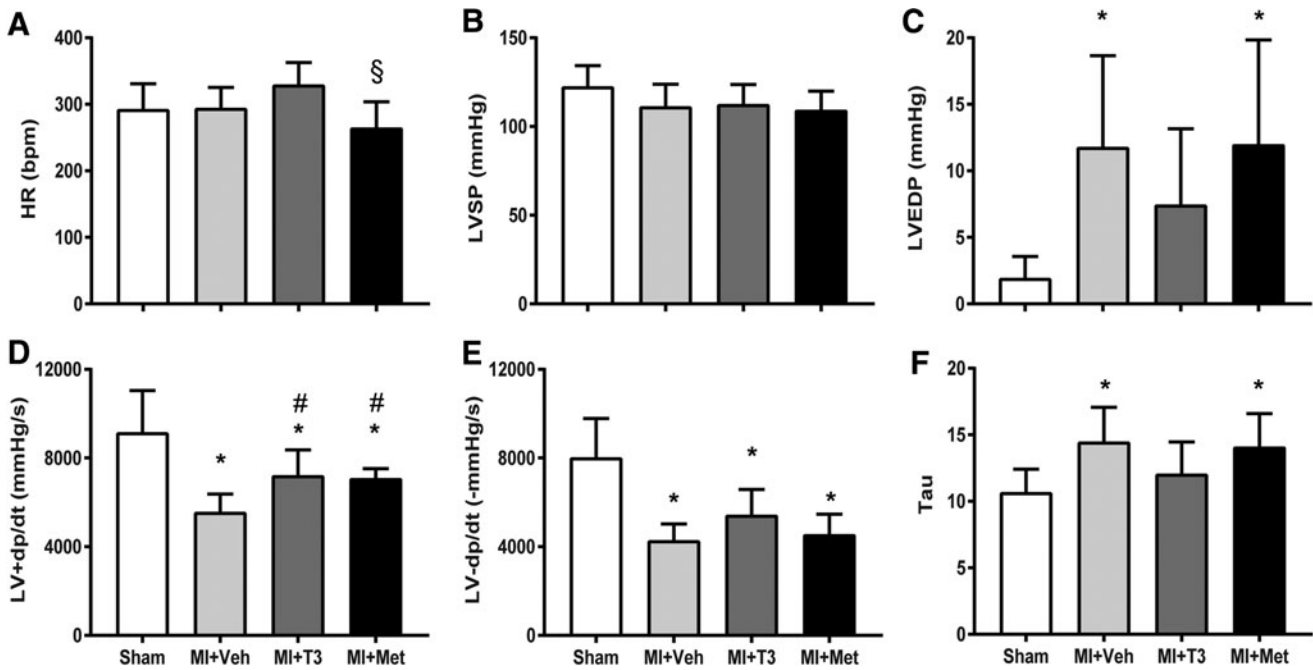 A
HR (bpm)
400
300
200
100
0
§
B
LVSP (mmHg)
150
100
50
0
C
LVEDP (mmHg)
20
15
10
5
0
*
*
D
LV+dp/dt (mmHg/s)
12000
8000
4000
0
*
#
*
#
*
Sham MI+Veh MI+T3 MI+Met
E
LV-dp/dt (-mmHg/s)
12000
8000
4000
0
*
*
*
Sham MI+Veh MI+T3 MI+Met
F
Tau
20
15
10
5
0
*
*
Sham MI+Veh MI+T3 MI+Met